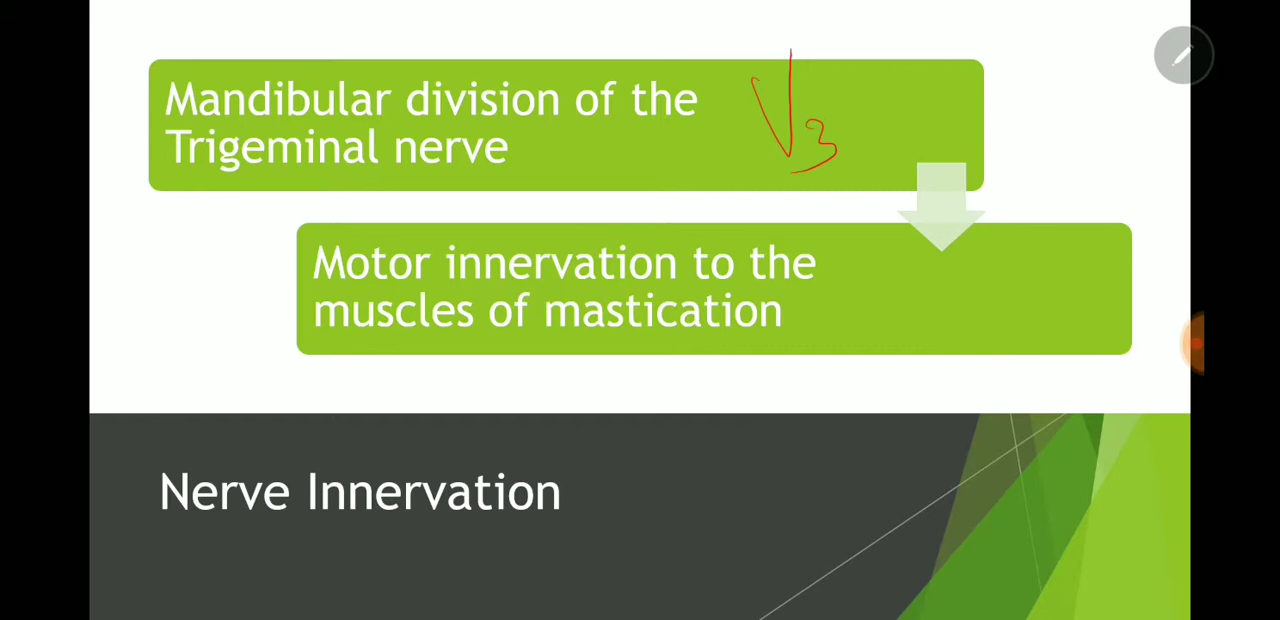 Mandibular division of the
Trigeminal nerve
V3
Motor innervation to the
muscles of mastication
Nerve Innervation